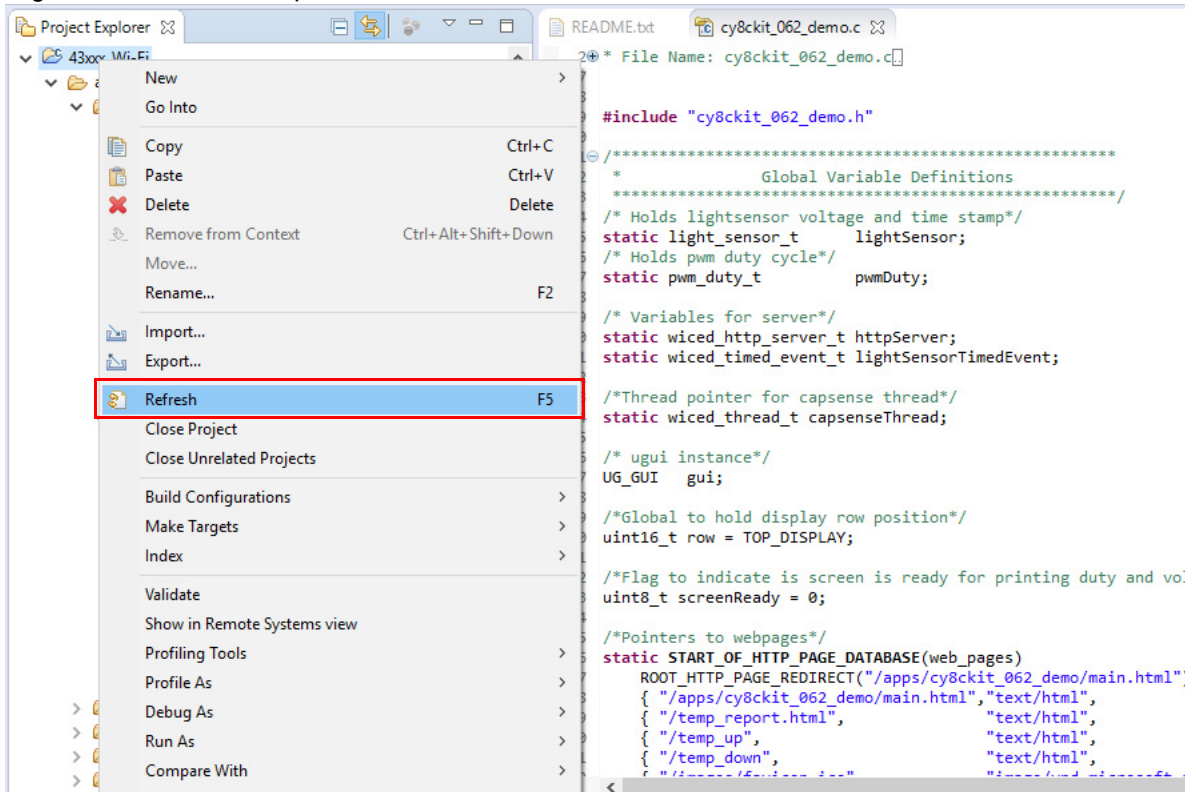 Project Explorer
43xxx_Wi-Fi
New
Go Into
Copy Ctrl+C
Paste Ctrl+V
Delete Delete
Remove from Context Ctrl+Alt+Shift+Down
Move...
Rename... F2
Import...
Export...
Refresh F5
Close Project
Close Unrelated Projects
Build Configurations
Make Targets
Index
Validate
Show in Remote Systems view
Profiling Tools
Profile As
Debug As
Run As
Compare With
README.txt cy8ckit_062_demo.c
2 * File Name: cy8ckit_062_demo.c
#include "cy8ckit_062_demo.h"
/******************************************************
* Global Variable Definitions
******************************************************/
/* Holds lightsensor voltage and time stamp*/
static light_sensor_t lightSensor;
/* Holds pwm duty cycle*/
static pwm_duty_t pwmDuty;
/* Variables for server*/
static wiced_http_server_t httpServer;
static wiced_timed_event_t lightSensorTimedEvent;
/*Thread pointer for capsense thread*/
static wiced_thread_t capsenseThread;
/* ugui instance*/
UG_GUI gui;
/*Global to hold display row position*/
uint16_t row = TOP_DISPLAY;
/*Flag to indicate is screen is ready for printing duty and vol
uint8_t screenReady = 0;
/*Pointers to webpages*/
static START_OF_HTTP_PAGE_DATABASE(web_pages)
ROOT_HTTP_PAGE_REDIRECT("/apps/cy8ckit_062_demo/main.html")
{ "/apps/cy8ckit_062_demo/main.html","text/html",
{ "/temp_report.html", "text/html",
{ "/temp_up", "text/html",
{ "/temp_down", "text/html",